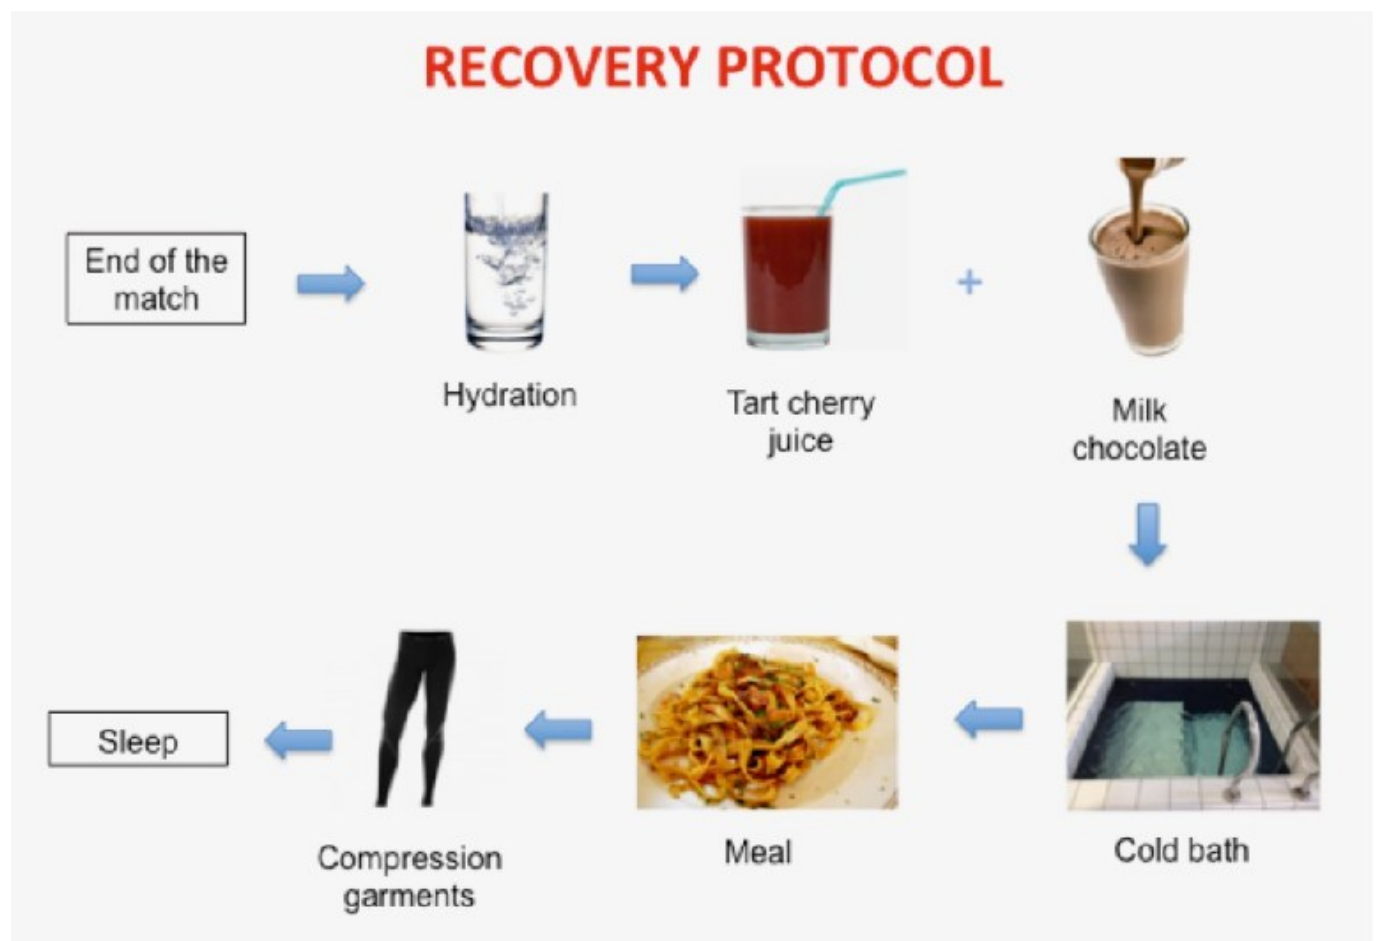 RECOVERY PROTOCOL
End of the
match
Hydration
Tart cherry
juice
+
Milk
chocolate
Cold bath
Meal
Compression
garments
Sleep